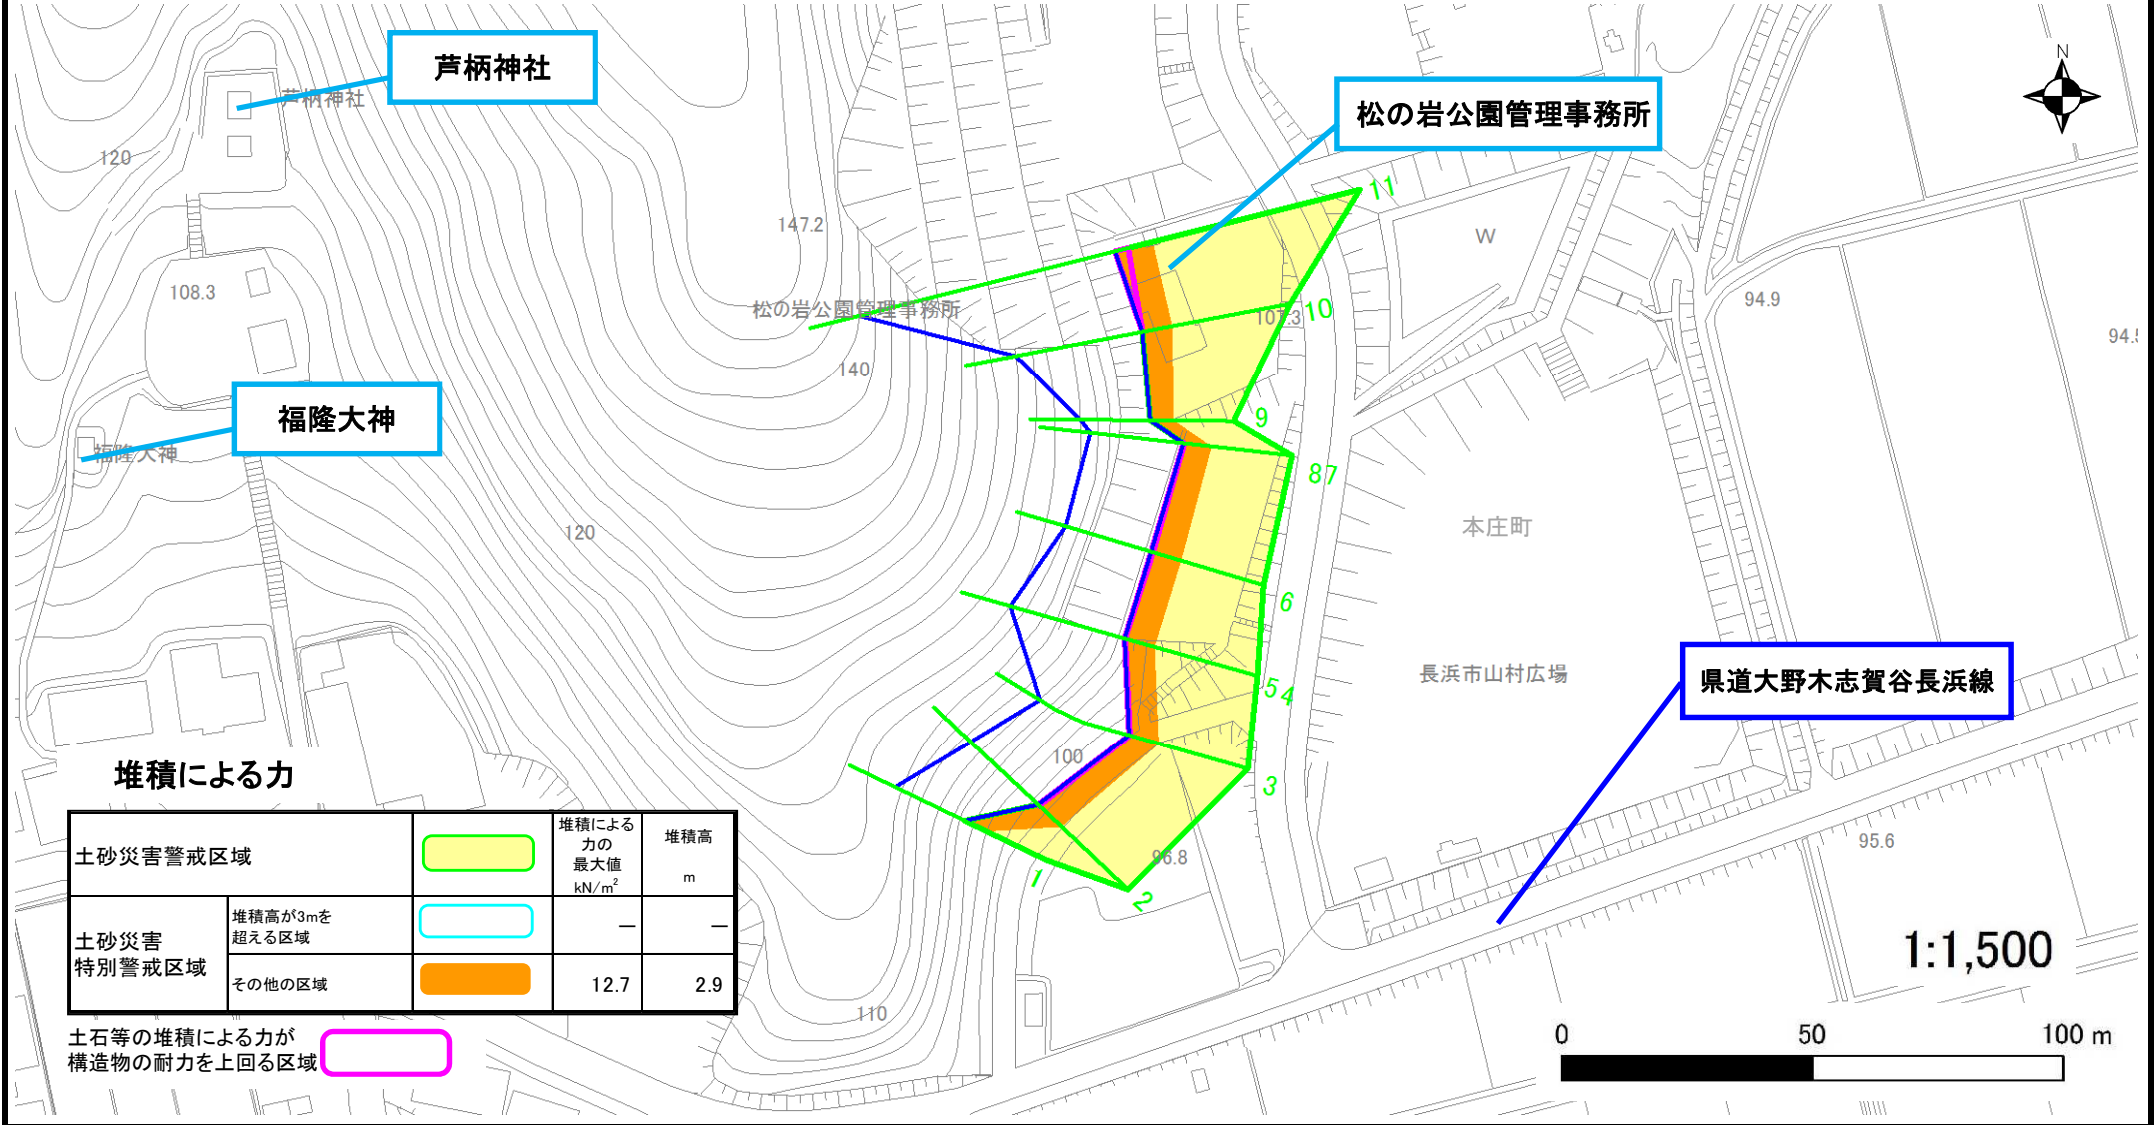 芦柄神社
芦柄神社
松の岩公園管理事務所
N
120
147.2
W
108.3
松の岩公園管理事務所
107.3
94.9
94.5
140
福隆大神
福隆大神
120
本庄町
長浜市山村広場
県道大野木志賀谷長浜線
100
96.8
95.6
110
11
10
9
87
6
54
3
2
1
堆積による力
土砂災害警戒区域
堆積による
力の
最大値
kN/m²
堆積高
m
土砂災害
特別警戒区域
堆積高が3mを
超える区域
－
－
その他の区域
12.7
2.9
土石等の堆積による力が
構造物の耐力を上回る区域
1:1,500
0 50 100 m